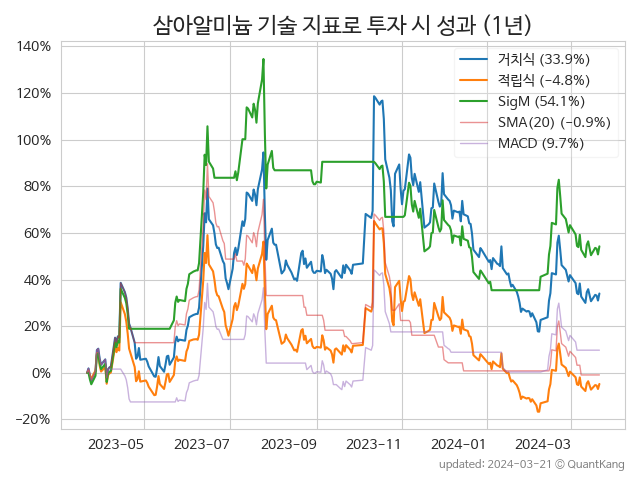 삼아알미늄 기술 지표로 투자 시 성과 (1년)
140%
120%
100%
80%
60%
40%
20%
0%
−20%
거치식 (33.9%)
적립식 (−4.8%)
SigM (54.1%)
SMA(20) (−0.9%)
MACD (9.7%)
2023-05
2023-07
2023-09
2023-11
2024-01
2024-03
updated: 2024-03-21 © QuantKang